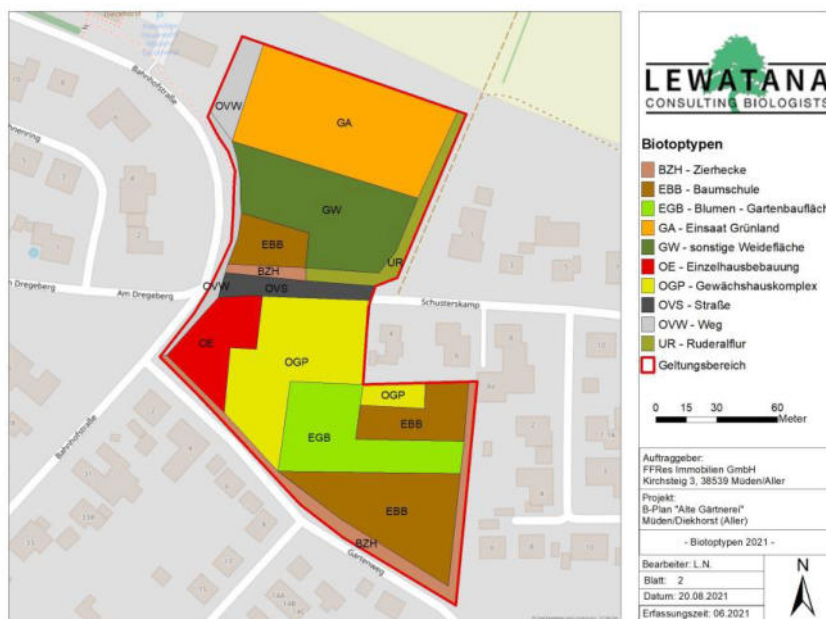 Bahnhofstraße
OVW
GA
GW
EBB
UR
BZH
OVW
OVS
Am Dregeberg
Am Dregeberg
Schusterskamp
OE
OGP
OGP
EBB
EGB
EBB
Bahnhofstraße
BZH
Gartenweg
LEWATANA
CONSULTING BIOLOGISTS
Biotoptypen
BZH - Zierhecke
EBB - Baumschule
EGB - Blumen - Gartenbaufläch
GA - Einsaat Grünland
GW - sonstige Weidefläche
OE - Einzelhausbebauung
OGP - Gewächshauskomplex
OVS - Straße
OVW - Weg
UR - Ruderalflur
Geltungsbereich
0 15 30 60
Meter
Auftraggeber:
FFRes Immobilien GmbH
Kirchsteig 3, 38539 Müden/Aller
Projekt:
B-Plan "Alte Gärtnerei"
Müden/Diekhorst (Aller)
- Biotoptypen 2021 -
Bearbeiter: L.N.
Blatt: 2
Datum: 20.08.2021
Erfassungszeit: 06.2021
N